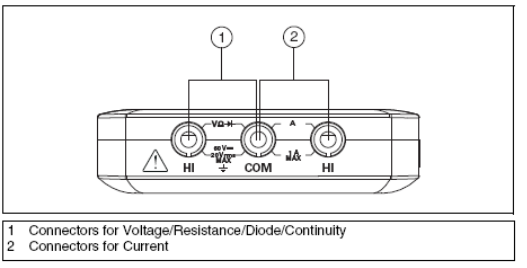 1 2
VΩ A
60V
20Vrms
MAX
1A
MAX
HI COM HI
1 Connectors for Voltage/Resistance/Diode/Continuity
2 Connectors for Current